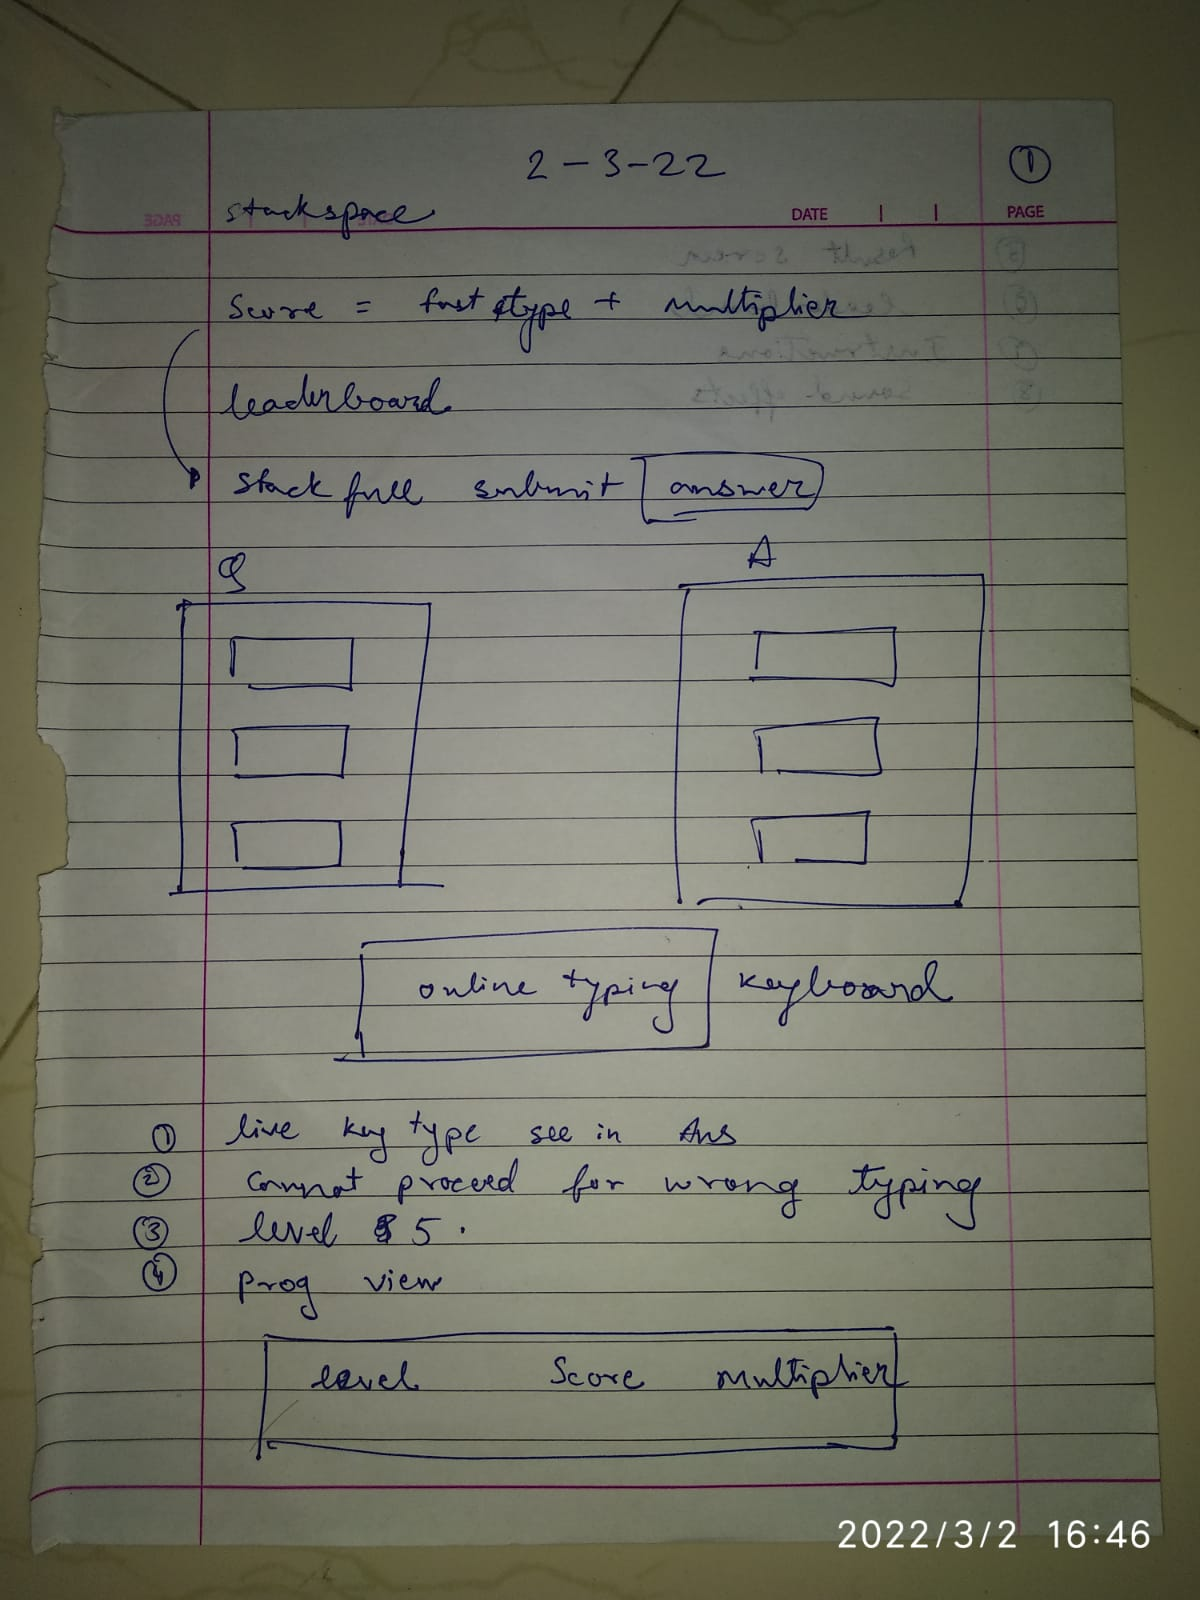 2-3-22
①
stackspace
DATE
PAGE
Score = fast type + multiplier
leaderboard
stack full submit answer
Q
A
online typing keyboard
① live key type see in Ans
② Cannot proceed for wrong typing
③ level 5.
④ prog view
level Score multiplier
2022/3/2 16:46